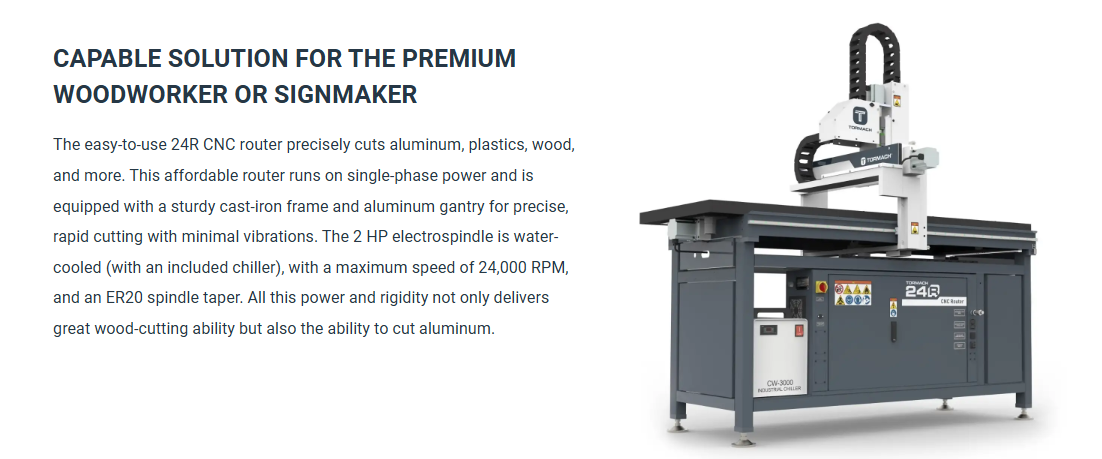 CAPABLE SOLUTION FOR THE PREMIUM
WOODWORKER OR SIGNMAKER
The easy-to-use 24R CNC router precisely cuts aluminum, plastics, wood,
and more. This affordable router runs on single-phase power and is
equipped with a sturdy cast-iron frame and aluminum gantry for precise,
rapid cutting with minimal vibrations. The 2 HP electrospindle is water-
cooled (with an included chiller), with a maximum speed of 24,000 RPM,
and an ER20 spindle taper. All this power and rigidity not only delivers
great wood-cutting ability but also the ability to cut aluminum.
TORMACH
TORMACH
TORMACH
24R
CNC Router
CW-3000
INDUSTRIAL CHILLER